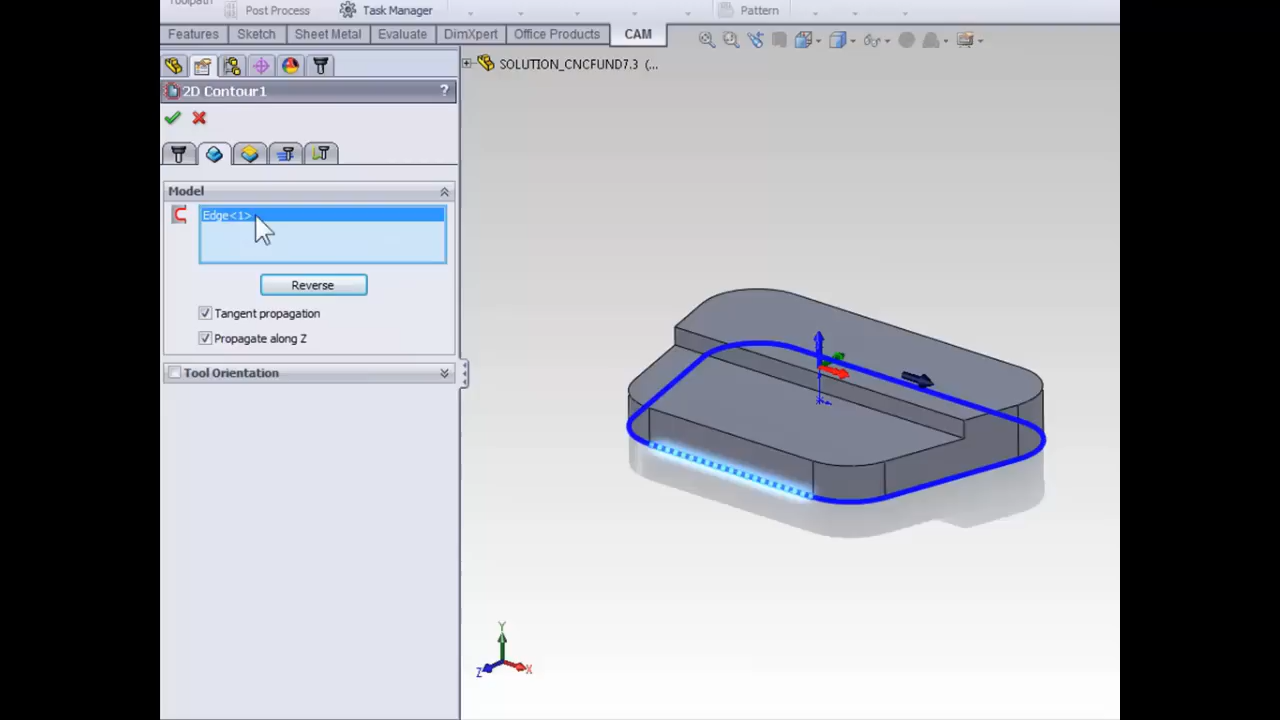 Toolpath
Post Process
Task Manager
Pattern
Features
Sketch
Sheet Metal
Evaluate
DimXpert
Office Products
CAM
SOLUTION_CNCFUND7.3 (...
2D Contour1
?
Model
Edge<1>
Reverse
Tangent propagation
Propagate along Z
Tool Orientation
Y
Z
X